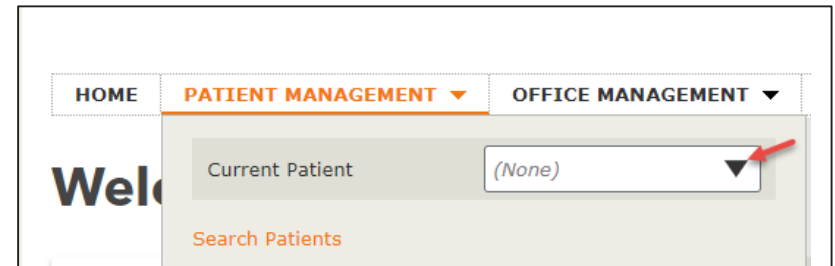 HOME PATIENT MANAGEMENT OFFICE MANAGEMENT
Current Patient (None)
Search Patients